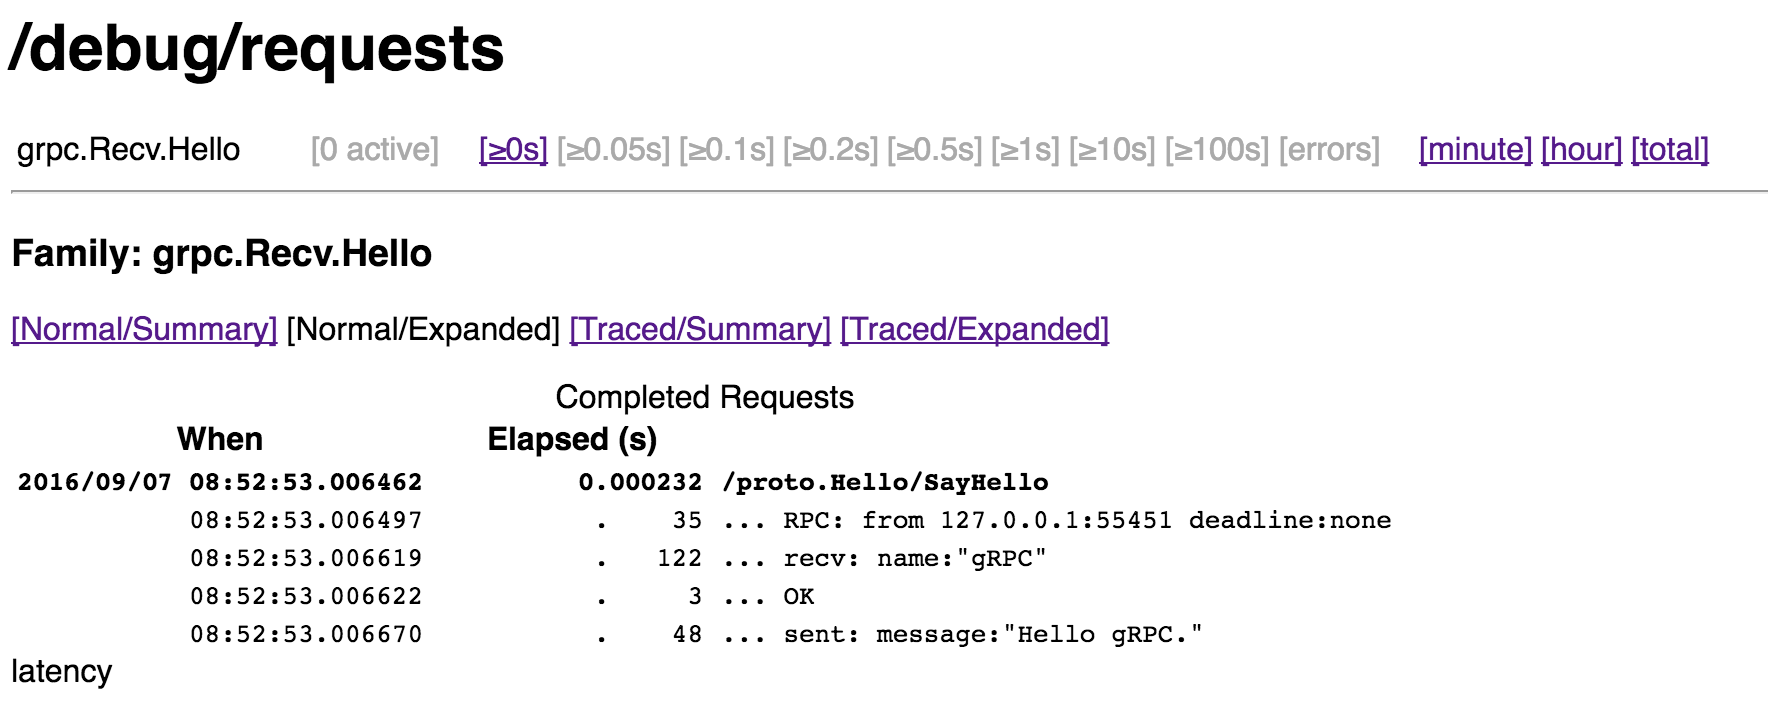 /debug/requests
grpc.Recv.Hello [0 active] [≥0s] [≥0.05s] [≥0.1s] [≥0.2s] [≥0.5s] [≥1s] [≥10s] [≥100s] [errors] [minute] [hour] [total]
Family: grpc.Recv.Hello
[Normal/Summary] [Normal/Expanded] [Traced/Summary] [Traced/Expanded]
Completed Requests
When Elapsed (s)
2016/09/07 08:52:53.006462 0.000232 /proto.Hello/SayHello
08:52:53.006497 . 35 ... RPC: from 127.0.0.1:55451 deadline:none
08:52:53.006619 . 122 ... recv: name:"gRPC"
08:52:53.006622 . 3 ... OK
08:52:53.006670 . 48 ... sent: message:"Hello gRPC."
latency